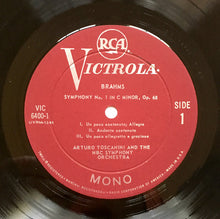 RCA
VICTROLA
BRAHMS
SYMPHONY No. 1 IN C MINOR, Op. 68
VIC
6400-1
SIDE
1
I. Un poco sostenuto; Allegro
II. Andante sostenuto
III. Un poco allegretto e grazioso
ARTURO TOSCANINI AND THE
NBC SYMPHONY
ORCHESTRA
MONO